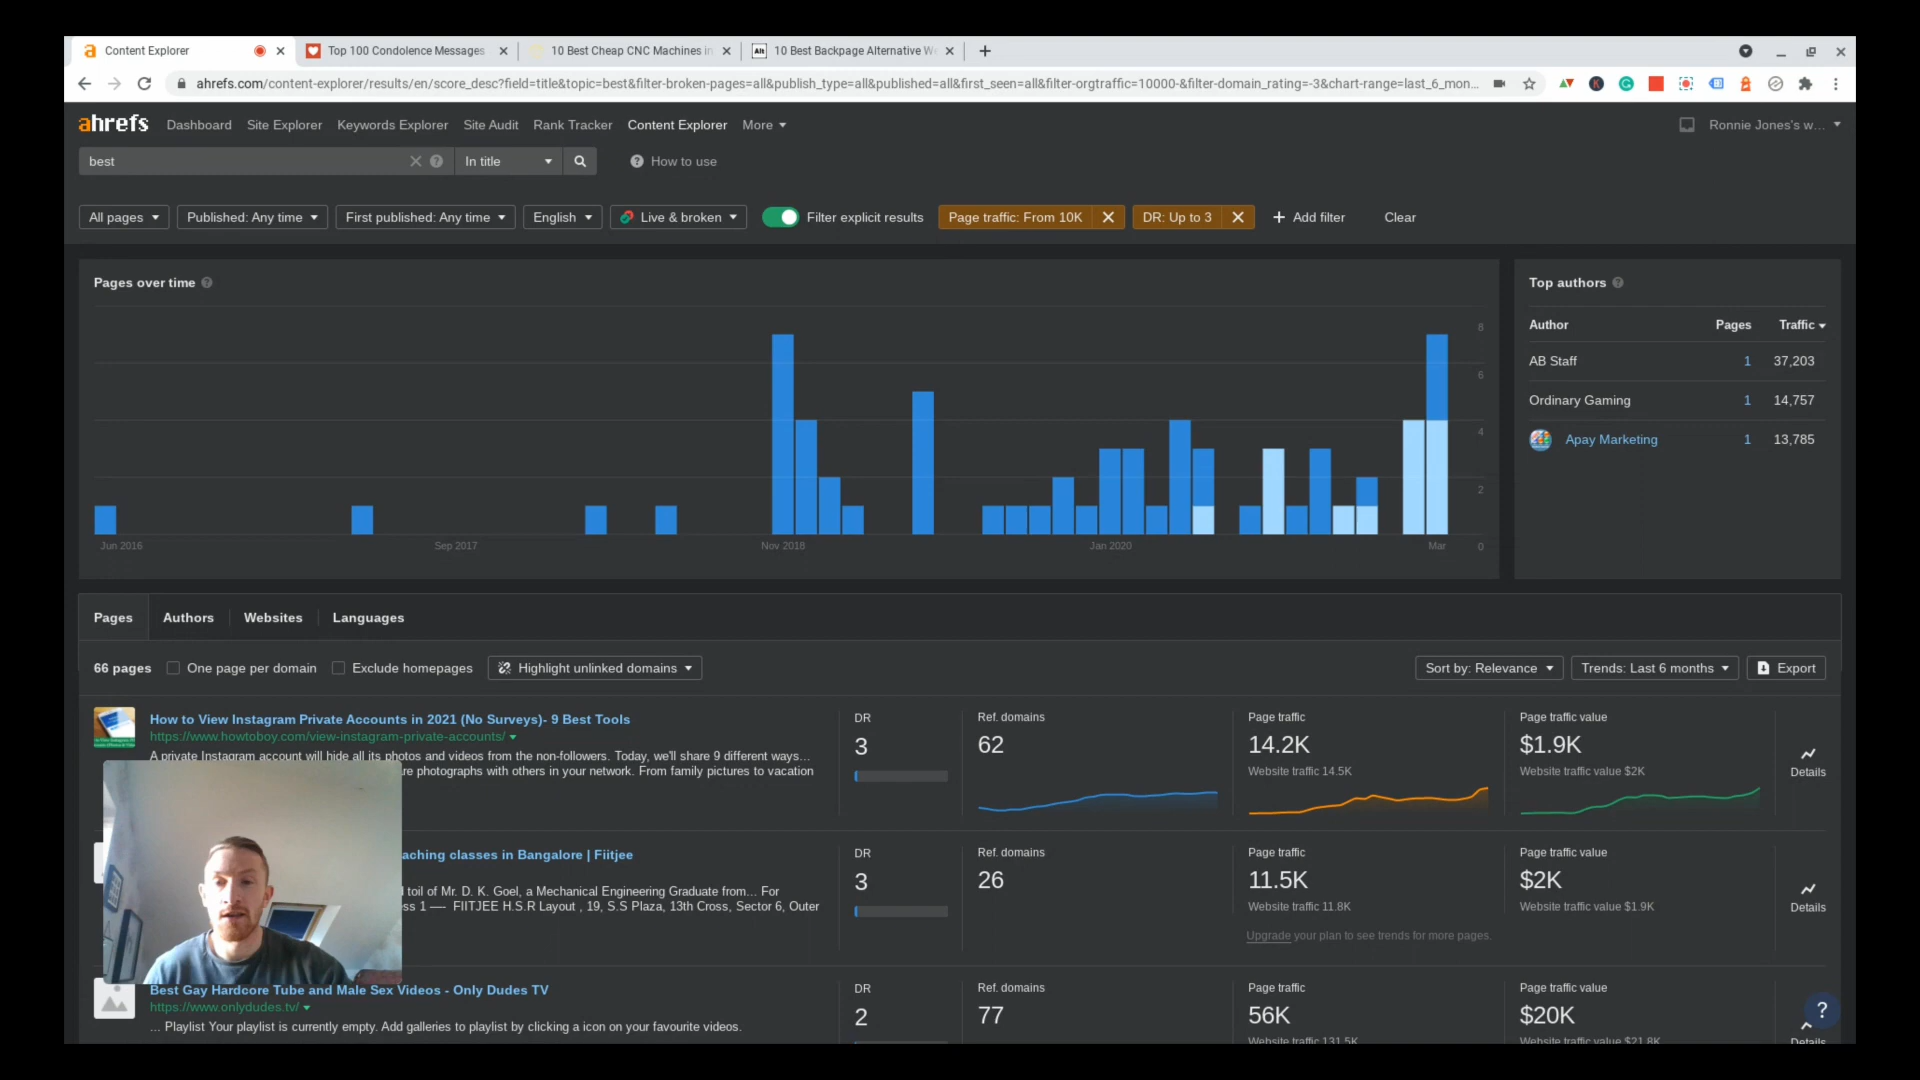 Content Explorer
Top 100 Condolence Messages
10 Best Cheap CNC Machines in
Alt 10 Best Backpage Alternative W
ahrefs.com/content-explorer/results/en/score_desc?field=title&topic=best&filter-broken-pages=all&publish_type=all&published=all&first_seen=all&filter-orgtraffic=10000-&filter-domain_rating=-3&chart-range=last_6_mon...
ahrefs Dashboard Site Explorer Keywords Explorer Site Audit Rank Tracker Content Explorer More Ronnie Jones's w...
best In title How to use
All pages Published: Any time First published: Any time English Live & broken Filter explicit results Page traffic: From 10K DR: Up to 3 + Add filter Clear
Pages over time
8
6
4
2
0
Jun 2016 Sep 2017 Nov 2018 Jan 2020 Mar
Top authors
Author Pages Traffic
AB Staff 1 37,203
Ordinary Gaming 1 14,757
Apay Marketing 1 13,785
Pages Authors Websites Languages
66 pages One page per domain Exclude homepages Highlight unlinked domains Sort by: Relevance Trends: Last 6 months Export
How to View Instagram Private Accounts in 2021 (No Surveys)- 9 Best Tools
https://www.howtoboy.com/view-instagram-private-accounts/
A private Instagram account will hide all its photos and videos from the non-followers. Today, we'll share 9 different ways...
re photographs with others in your network. From family pictures to vacation
DR
3
Ref. domains
62
Page traffic
14.2K
Website traffic 14.5K
Page traffic value
$1.9K
Website traffic value $2K
Details
aching classes in Bangalore | Fiitjee
toil of Mr. D. K. Goel, a Mechanical Engineering Graduate from... For
ss 1 —- FIITJEE H.S.R Layout , 19, S.S Plaza, 13th Cross, Sector 6, Outer
DR
3
Ref. domains
26
Page traffic
11.5K
Website traffic 11.8K
Upgrade your plan to see trends for more pages.
Page traffic value
$2K
Website traffic value $1.9K
Details
Best Gay Hardcore Tube and Male Sex Videos - Only Dudes TV
https://www.onlydudes.tv/
... Playlist Your playlist is currently empty. Add galleries to playlist by clicking a icon on your favourite videos.
DR
2
Ref. domains
77
Page traffic
56K
Website traffic 131.5K
Page traffic value
$20K
Website traffic value $21.8K
Details
?